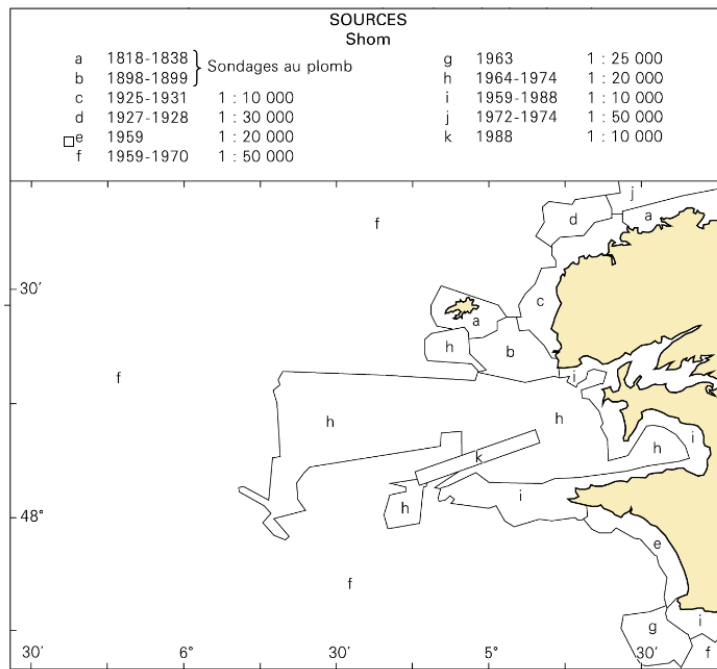 SOURCES
Shom
a 1818-1838
b 1898-1899
Sondages au plomb
c 1925-1931 1 : 10 000
d 1927-1928 1 : 30 000
e 1959 1 : 20 000
f 1959-1970 1 : 50 000
g 1963 1 : 25 000
h 1964-1974 1 : 20 000
i 1959-1988 1 : 10 000
j 1972-1974 1 : 50 000
k 1988 1 : 10 000
j
d a
f
30′
c
a
h b
f i
h h i
h
k
h i
48°
e
f
g i
f
30′ 6° 30′ 5° 30′